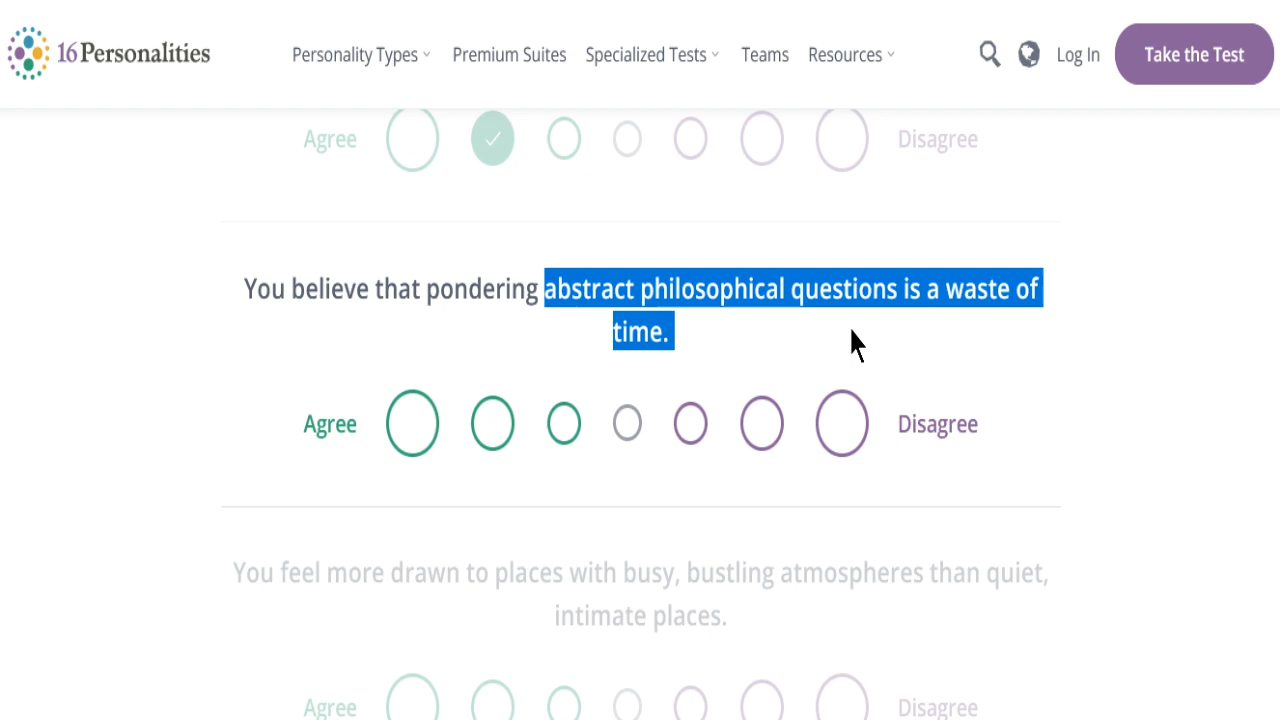 16Personalities Personality Types Premium Suites Specialized Tests Teams Resources Log In Take the Test
Agree Disagree
You believe that pondering abstract philosophical questions is a waste of
time.
Agree Disagree
You feel more drawn to places with busy, bustling atmospheres than quiet,
intimate places.
Agree Disagree